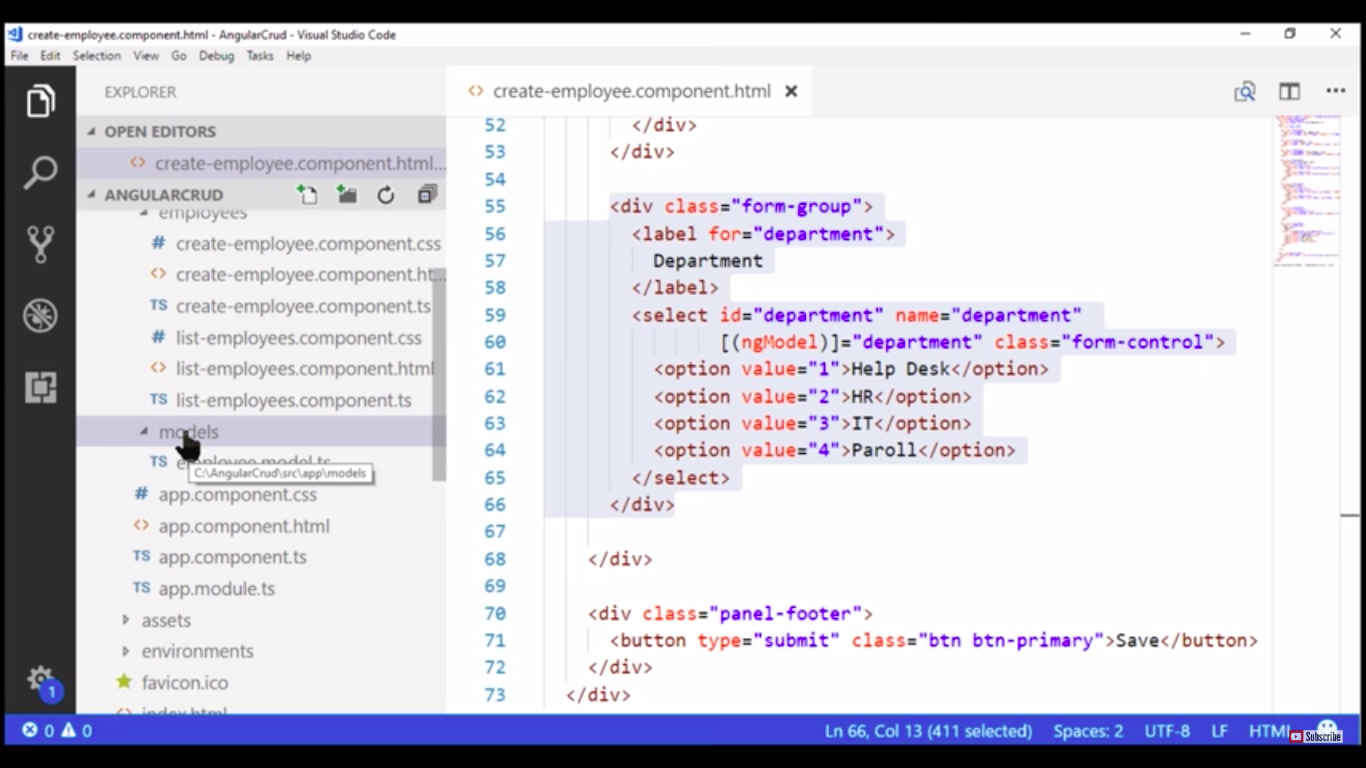 create-employee.component.html - AngularCrud - Visual Studio Code
File Edit Selection View Go Debug Tasks Help
EXPLORER
OPEN EDITORS
create-employee.component.html...
ANGULARCRUD
employees
create-employee.component.css
create-employee.component.ht...
TS create-employee.component.ts
list-employees.component.css
list-employees.component.html
TS list-employees.component.ts
models
TS employee.model.ts
C:\AngularCrud\src\app\models
app.component.css
app.component.html
TS app.component.ts
TS app.module.ts
assets
environments
favicon.ico
index.html
1
create-employee.component.html
52 </div>
53 </div>
54
55 <div class="form-group">
56 <label for="department">
57 Department
58 </label>
59 <select id="department" name="department"
60 [(ngModel)]="department" class="form-control">
61 <option value="1">Help Desk</option>
62 <option value="2">HR</option>
63 <option value="3">IT</option>
64 <option value="4">Paroll</option>
65 </select>
66 </div>
67
68 </div>
69
70 <div class="panel-footer">
71 <button type="submit" class="btn btn-primary">Save</button>
72 </div>
73 </div>
0 0 Ln 66, Col 13 (411 selected) Spaces: 2 UTF-8 LF HTML
Subscribe